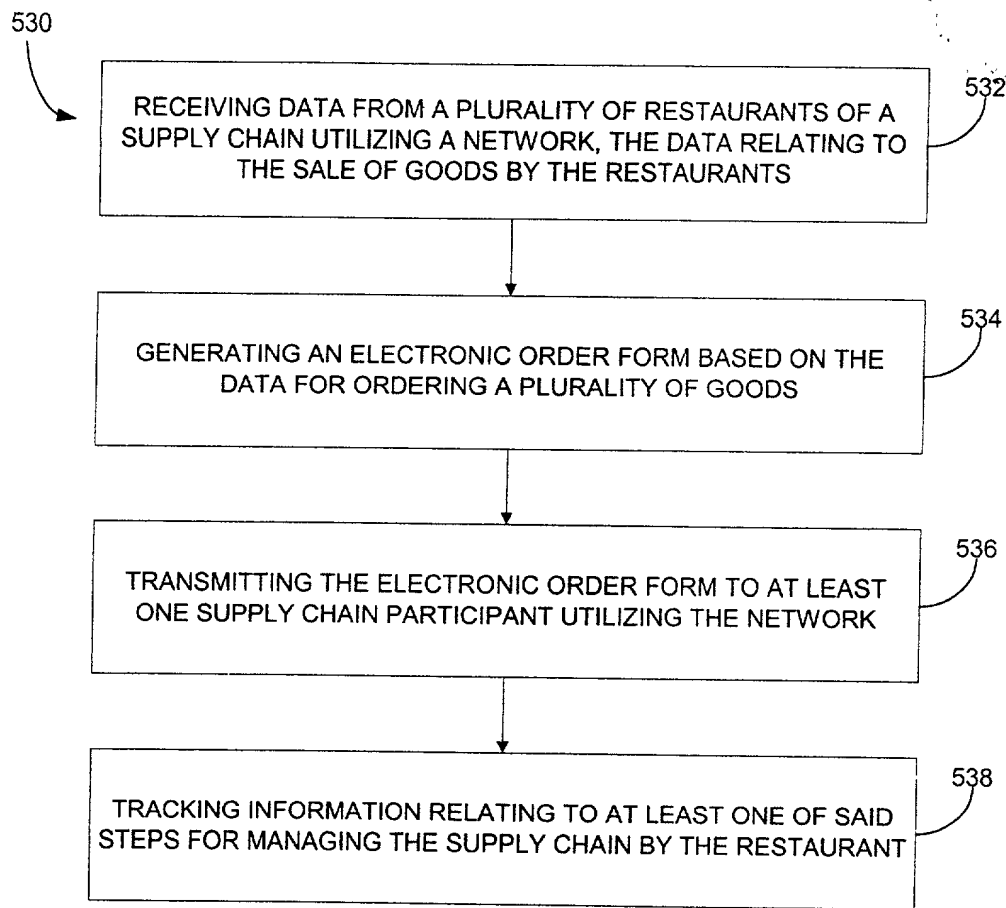 530
RECEIVING DATA FROM A PLURALITY OF RESTAURANTS OF A
SUPPLY CHAIN UTILIZING A NETWORK, THE DATA RELATING TO
THE SALE OF GOODS BY THE RESTAURANTS
532
GENERATING AN ELECTRONIC ORDER FORM BASED ON THE
DATA FOR ORDERING A PLURALITY OF GOODS
534
TRANSMITTING THE ELECTRONIC ORDER FORM TO AT LEAST
ONE SUPPLY CHAIN PARTICIPANT UTILIZING THE NETWORK
536
TRACKING INFORMATION RELATING TO AT LEAST ONE OF SAID
STEPS FOR MANAGING THE SUPPLY CHAIN BY THE RESTAURANT
538